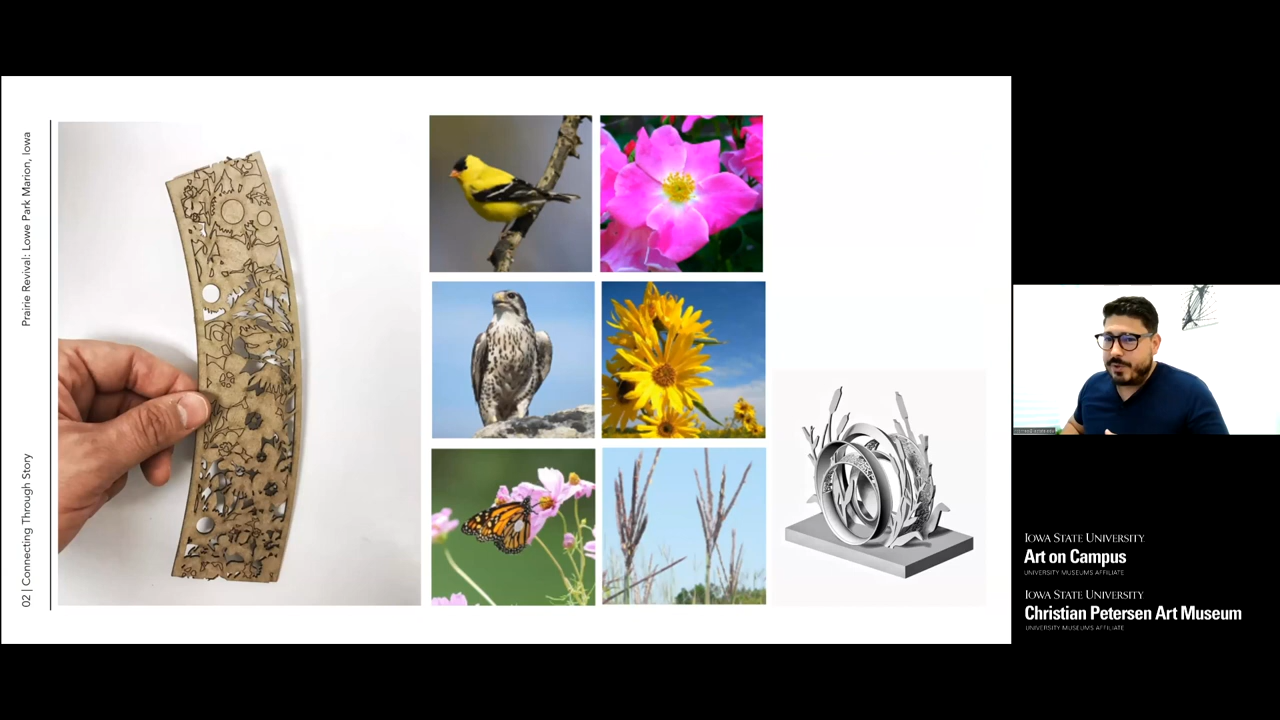 Prairie Revival: Lowe Park Marion, Iowa
02 | Connecting Through Story
IOWA STATE UNIVERSITY
Art on Campus
UNIVERSITY MUSEUMS AFFILIATE
IOWA STATE UNIVERSITY
Christian Petersen Art Museum
UNIVERSITY MUSEUMS AFFILIATE